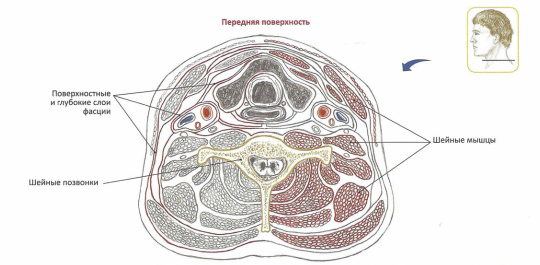 Передняя поверхность
Поверхностные
и глубокие слои
фасции
Шейные мышцы
Шейные позвонки